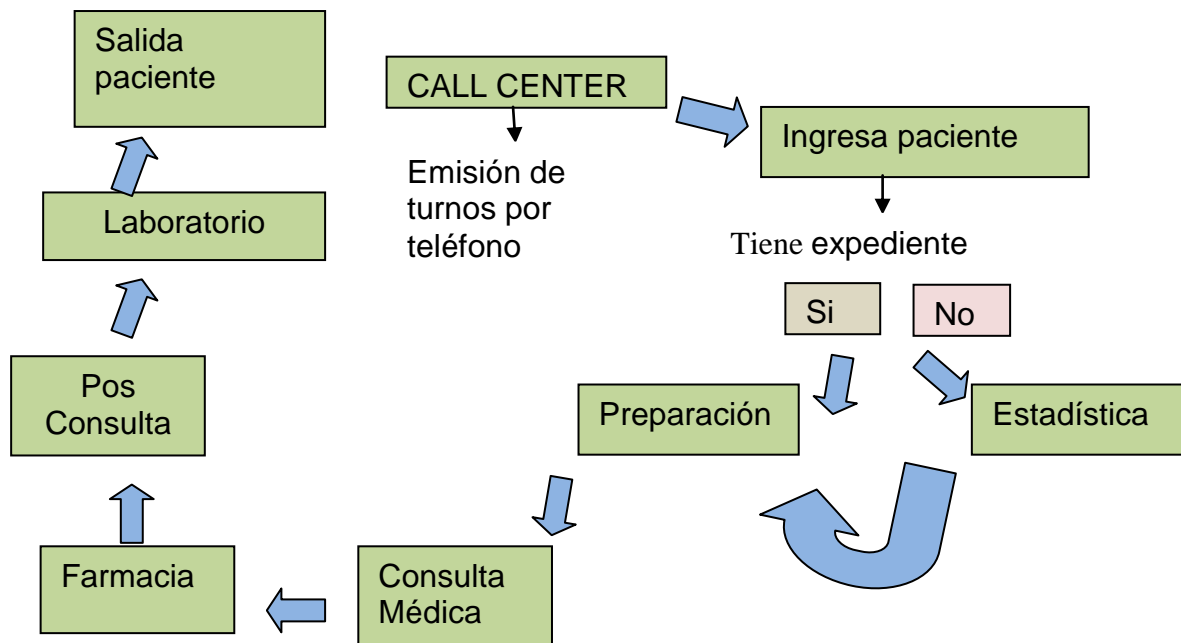 Salida
paciente
CALL CENTER
Ingresa paciente
Emisión de
turnos por
teléfono
Laboratorio
Tiene expediente
Si
No
Pos
Consulta
Preparación
Estadística
Farmacia
Consulta
Médica